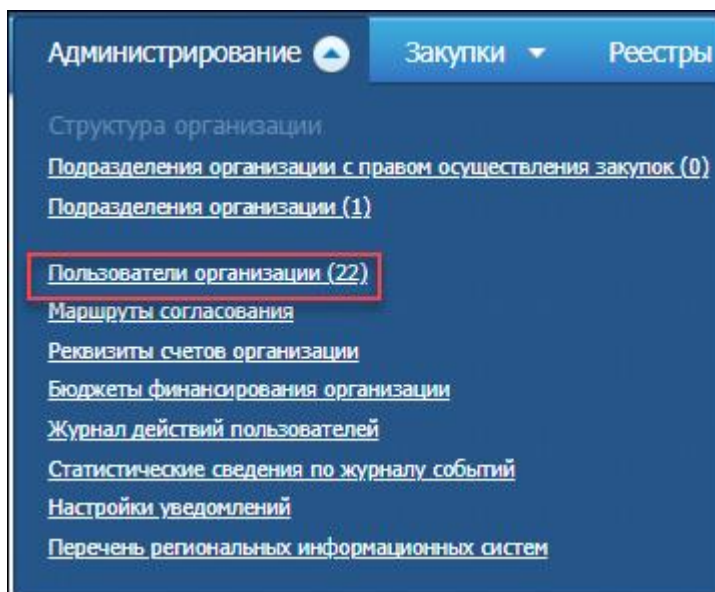 Администрирование Закупки Реестры
Структура организации
Подразделения организации с правом осуществления закупок (0)
Подразделения организации (1)
Пользователи организации (22)
Маршруты согласования
Реквизиты счетов организации
Бюджеты финансирования организации
Журнал действий пользователей
Статистические сведения по журналу событий
Настройки уведомлений
Перечень региональных информационных систем